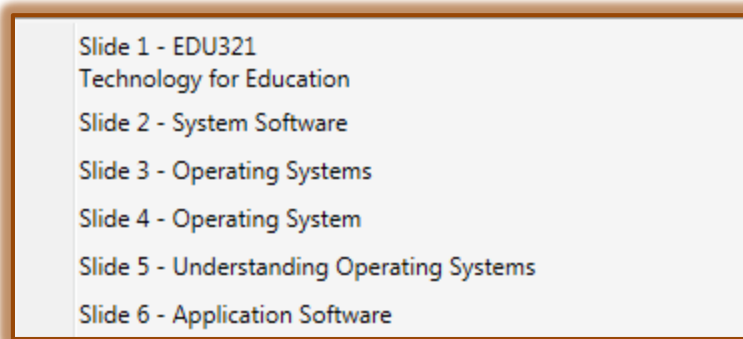 Slide 1 - EDU321
Technology for Education
Slide 2 - System Software
Slide 3 - Operating Systems
Slide 4 - Operating System
Slide 5 - Understanding Operating Systems
Slide 6 - Application Software